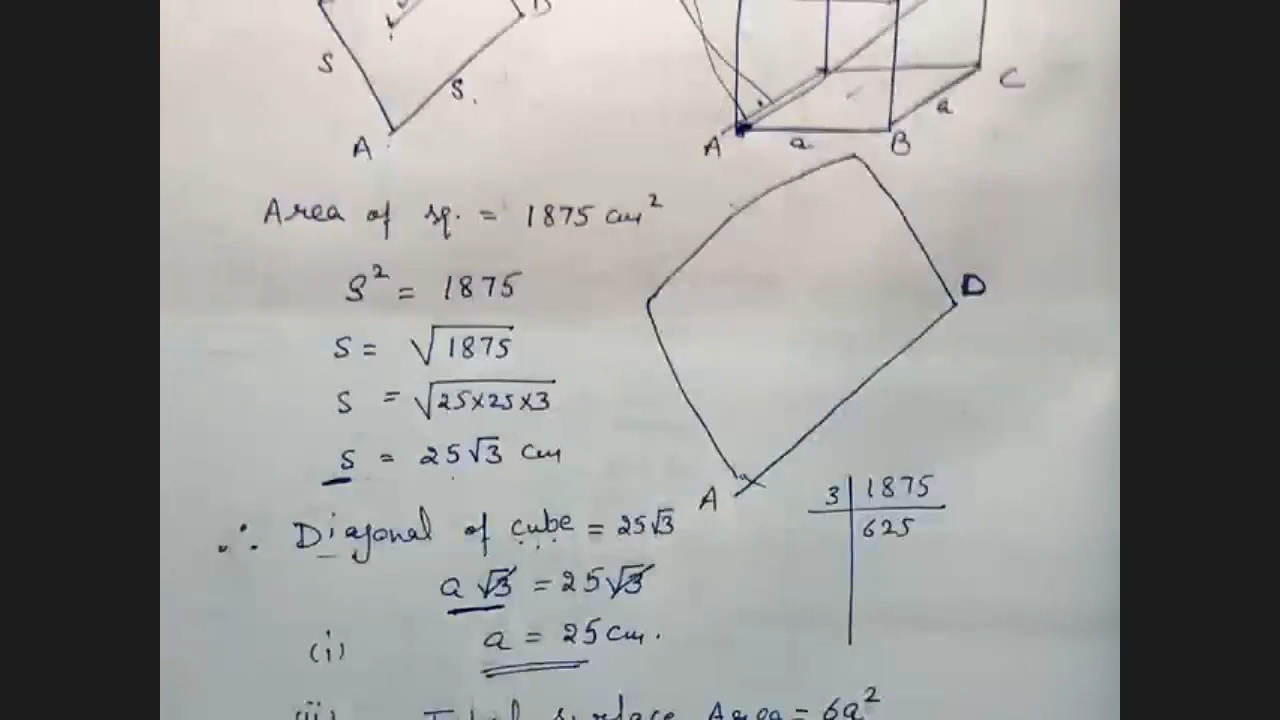 D
S
S.
C
a
A
A
a
B
Area of sq. = 1875 cm²
S² = 1875
D
S = √1875
S = √25×25×3
S = 25√3 cm
A
3 | 1875
625
∴ Diagonal of cube = 25√3
a√3 = 25√3
(i) a = 25 cm.
(ii) Total surface Area = 6a²